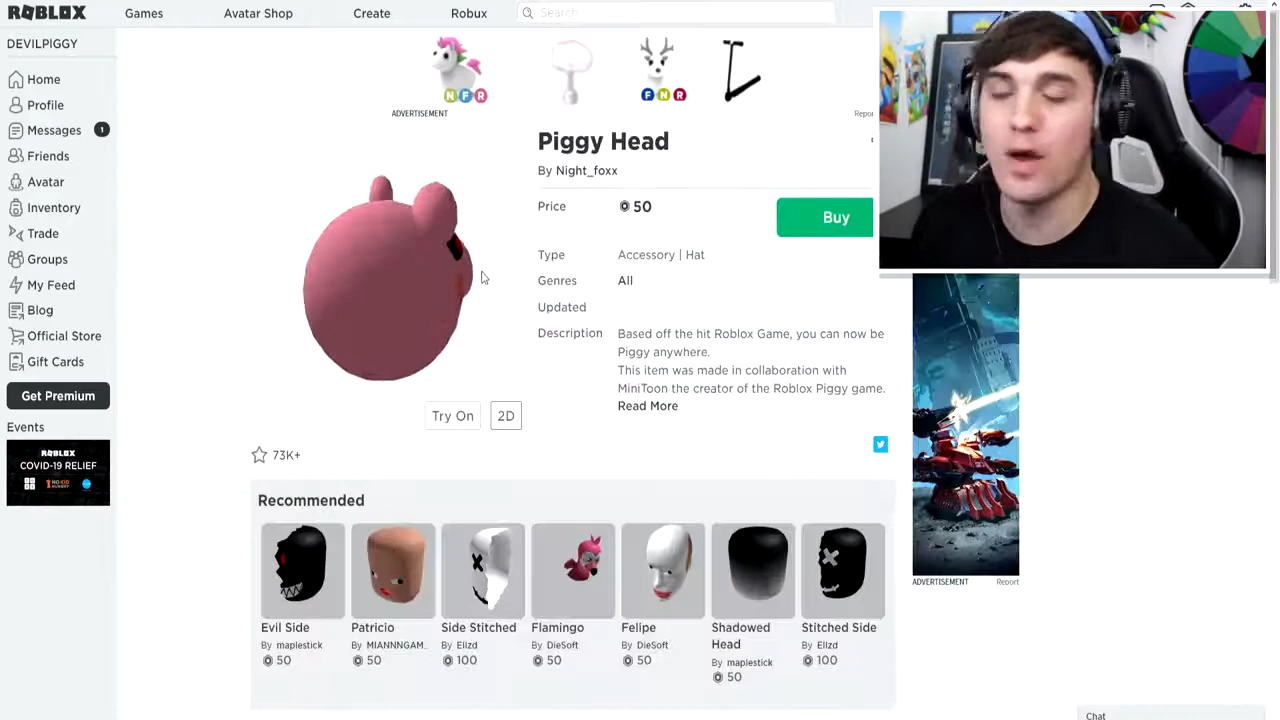 ROBLOX
Games
Avatar Shop
Create
Robux
Search
DEVILPIGGY
Home
Profile
Messages
1
Friends
Avatar
Inventory
Trade
Groups
My Feed
Blog
Official Store
Gift Cards
Get Premium
Events
ROBLOX
COVID-19 RELIEF
NO KID
HUNGRY
N F R
F N R
ADVERTISEMENT
Piggy Head
By Night_foxx
Price
50
Buy
Type
Accessory | Hat
Genres
All
Updated
Description
Based off the hit Roblox Game, you can now be
Piggy anywhere.
This item was made in collaboration with
MiniToon the creator of the Roblox Piggy game.
Read More
Try On
2D
73K+
Recommended
Evil Side
By maplestick
50
Patricio
By MIANNNGAM...
50
Side Stitched
By Elizd
100
Flamingo
By DieSoft
50
Felipe
By DieSoft
50
Shadowed
Head
By maplestick
50
Stitched Side
By Elizd
100
ADVERTISEMENT
Report
Chat